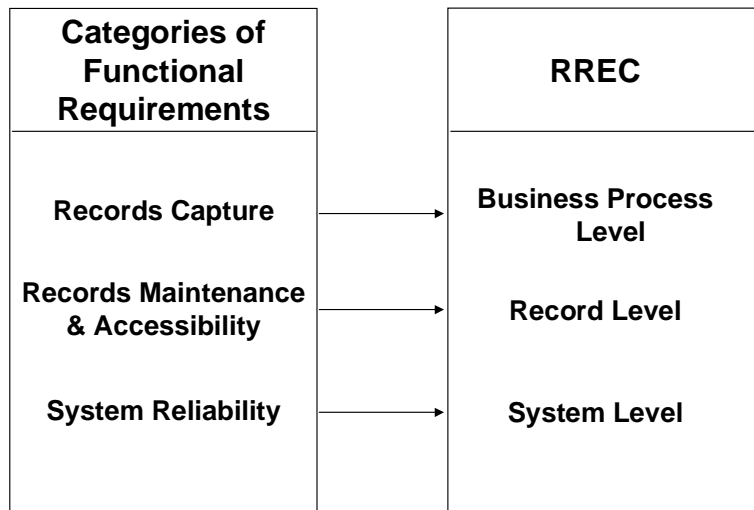 Categories of
Functional
Requirements
RREC
Records Capture
Business Process
Level
Records Maintenance
& Accessibility
Record Level
System Reliability
System Level